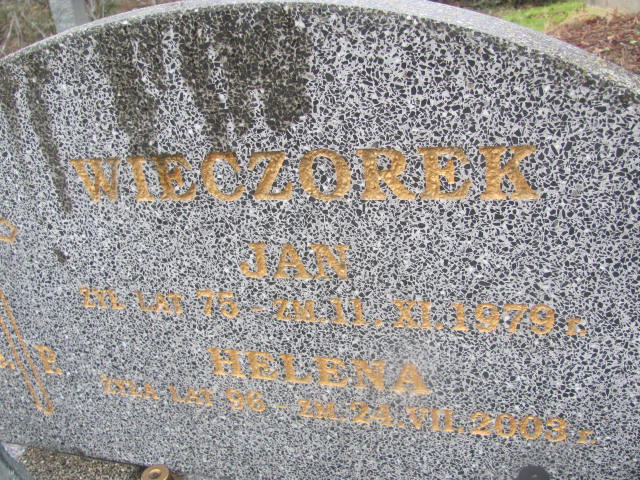 WIECZOREK
JAN
ŻYŁ LAT 75 - ZM. 11. XI. 1979 r.
HELENA
ŻYŁA LAT 96 - ZM. 24. VII. 2003 r.
P.